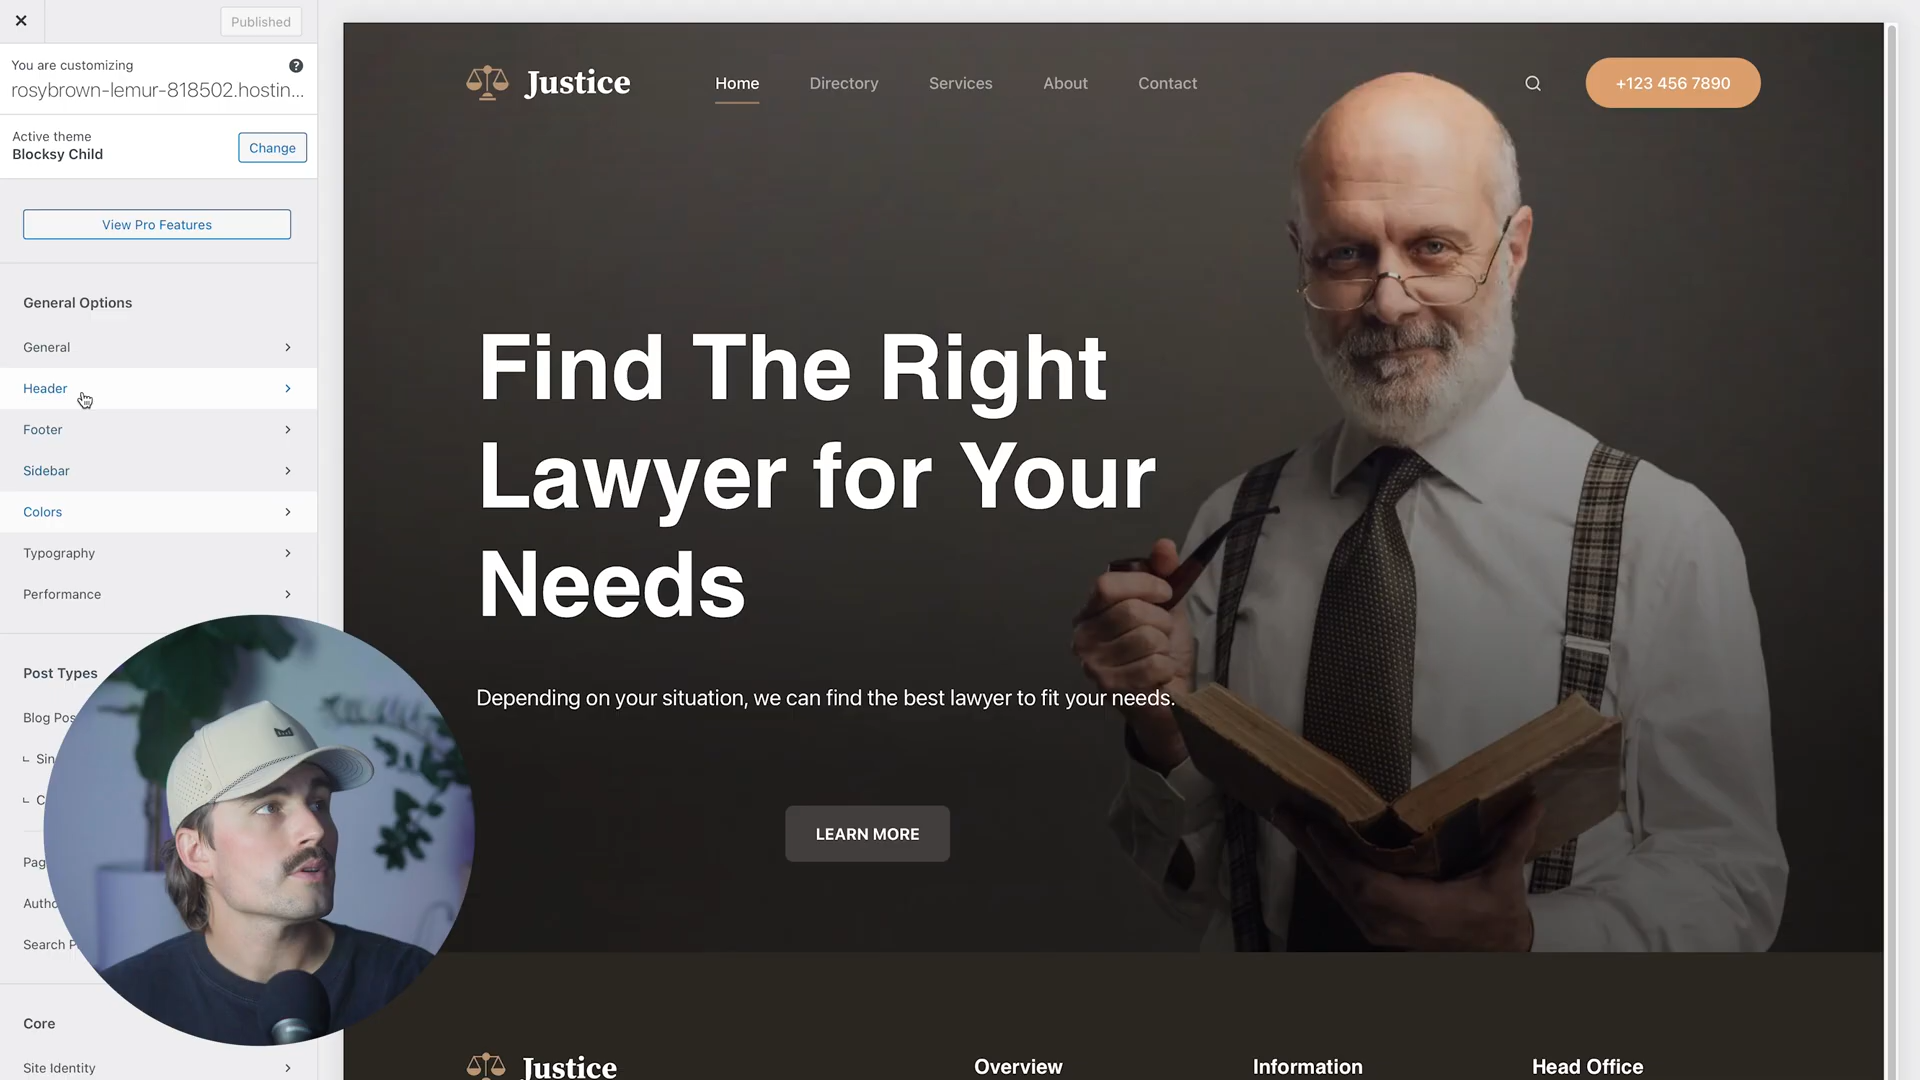 Published
You are customizing
rosybrown-lemur-818502.hostin...
Active theme
Blocksy Child
Change
View Pro Features
General Options
General
Header
Footer
Sidebar
Colors
Typography
Performance
Post Types
Search
Core
Site Identity
Justice
Home
Directory
Services
About
Contact
+123 456 7890
Find The Right
Lawyer for Your
Needs
Depending on your situation, we can find the best lawyer to fit your needs.
LEARN MORE
Justice
Overview
Information
Head Office